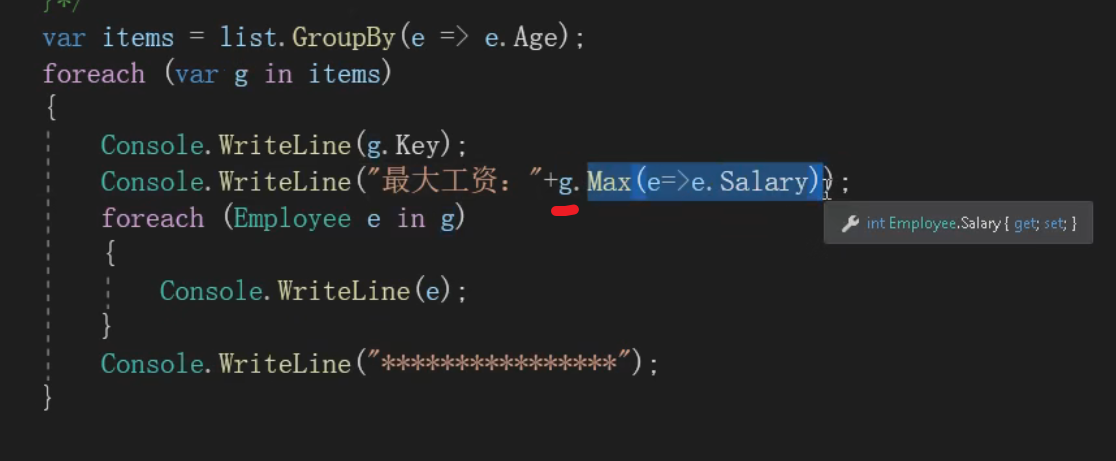 }*/
var items = list.GroupBy(e => e.Age);
foreach (var g in items)
{
Console.WriteLine(g.Key);
Console.WriteLine("最大工资："+g.Max(e=>e.Salary));
int Employee.Salary { get; set; }
foreach (Employee e in g)
{
Console.WriteLine(e);
}
Console.WriteLine("****************");
}